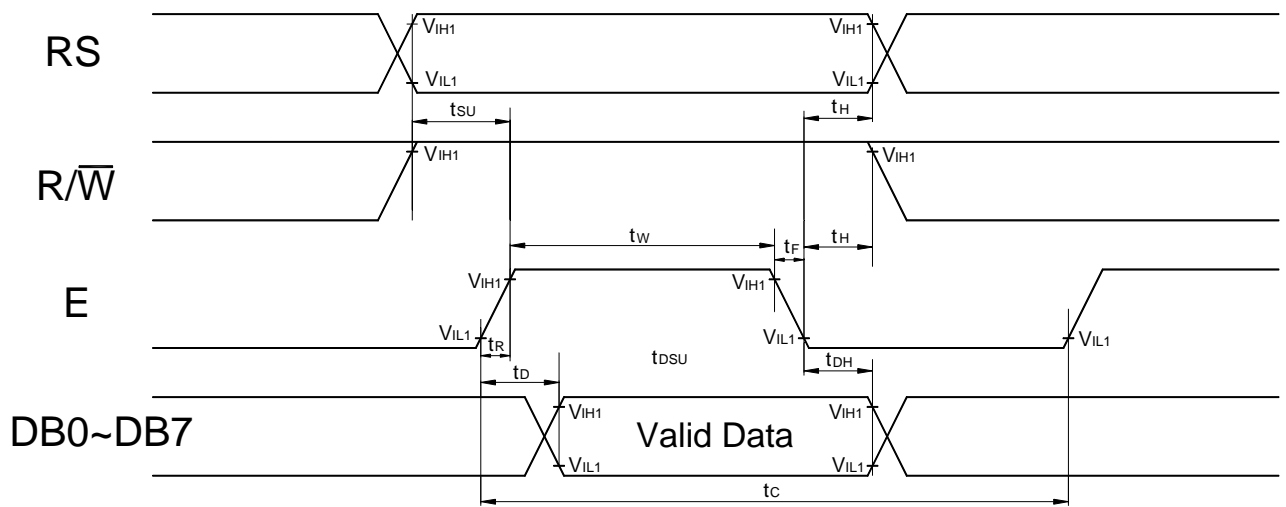 RS
VIH1
VIH1
VIL1
VIL1
tSU
tH
R/W̅
VIH1
VIH1
tW
tF
tH
E
VIH1
VIH1
VIL1
VIL1
VIL1
tR
tDSU
tDH
tD
DB0~DB7
VIH1
VIH1
Valid Data
VIL1
VIL1
tC